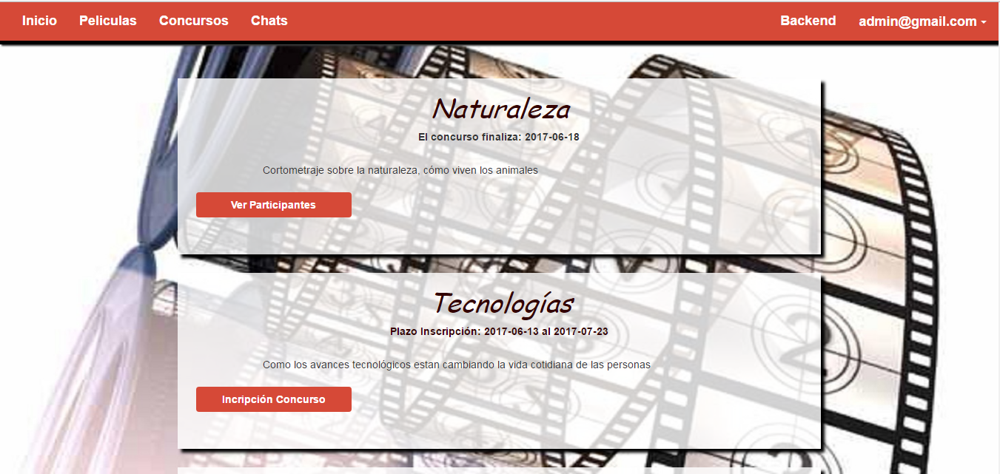 Inicio Peliculas Concursos Chats Backend admin@gmail.com
Naturaleza
El concurso finaliza: 2017-06-18
Cortometraje sobre la naturaleza, cómo viven los animales
Ver Participantes
Tecnologías
Plazo Inscripción: 2017-06-13 al 2017-07-23
Como los avances tecnológicos estan cambiando la vida cotidiana de las personas
Incripción Concurso